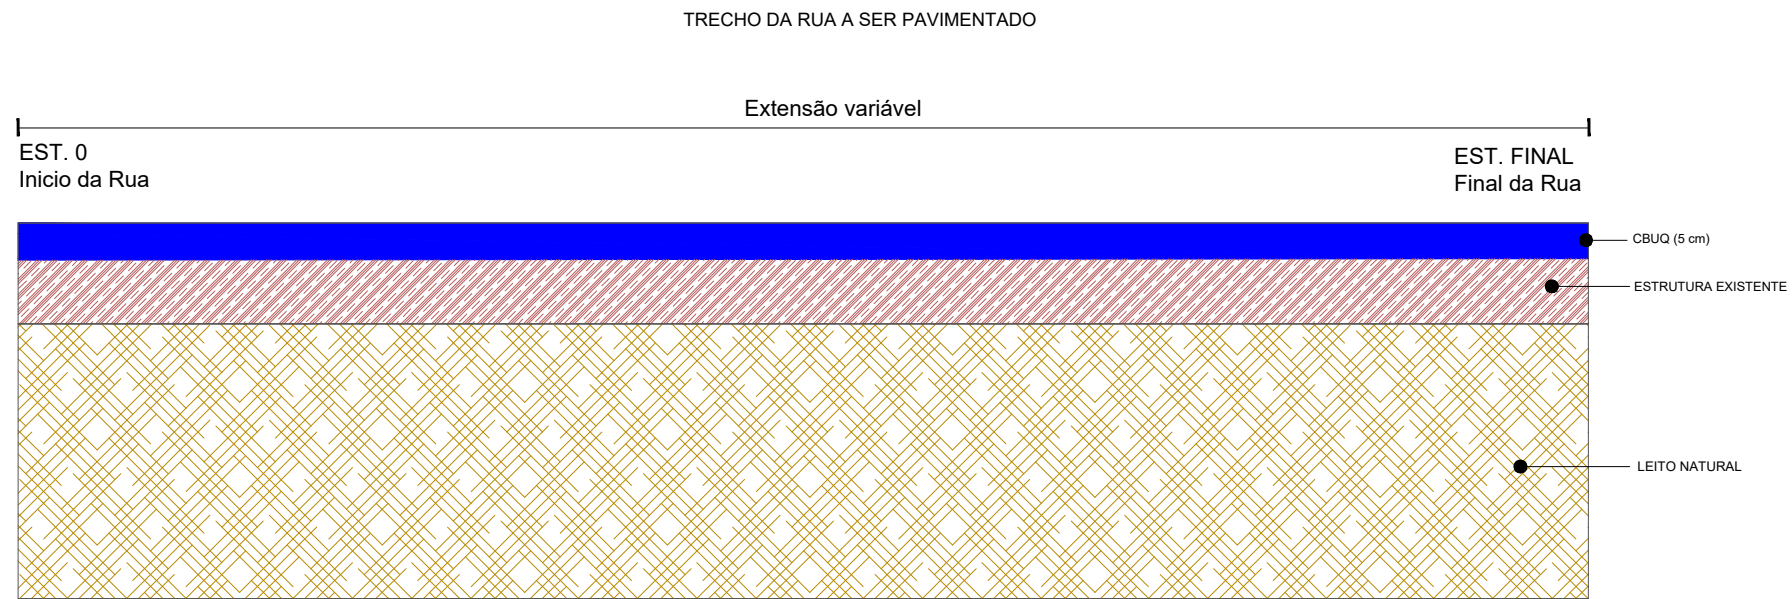 TRECHO DA RUA A SER PAVIMENTADO
Extensão variável
EST. 0
Inicio da Rua
EST. FINAL
Final da Rua
CBUQ (5 cm)
ESTRUTURA EXISTENTE
LEITO NATURAL